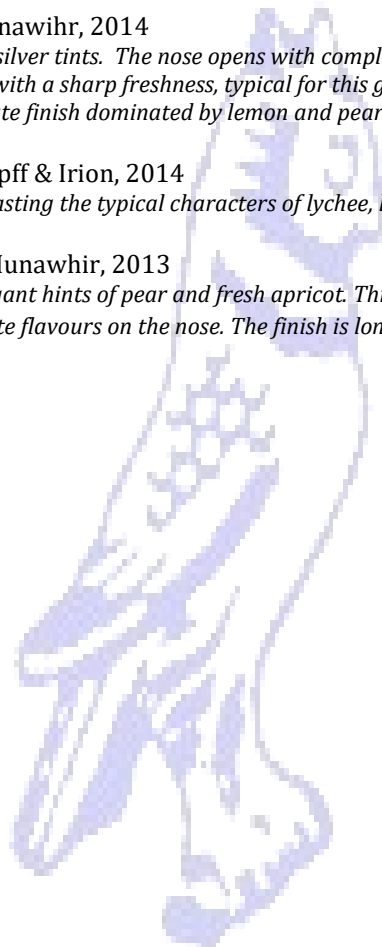 nawihr, 2014
silver tints. The nose opens with compl
with a sharp freshness, typical for this g
te finish dominated by lemon and pear
pff & Irion, 2014
asting the typical characters of lychee,
Hunawhir, 2013
gant hints of pear and fresh apricot. Thi
te flavours on the nose. The finish is lon